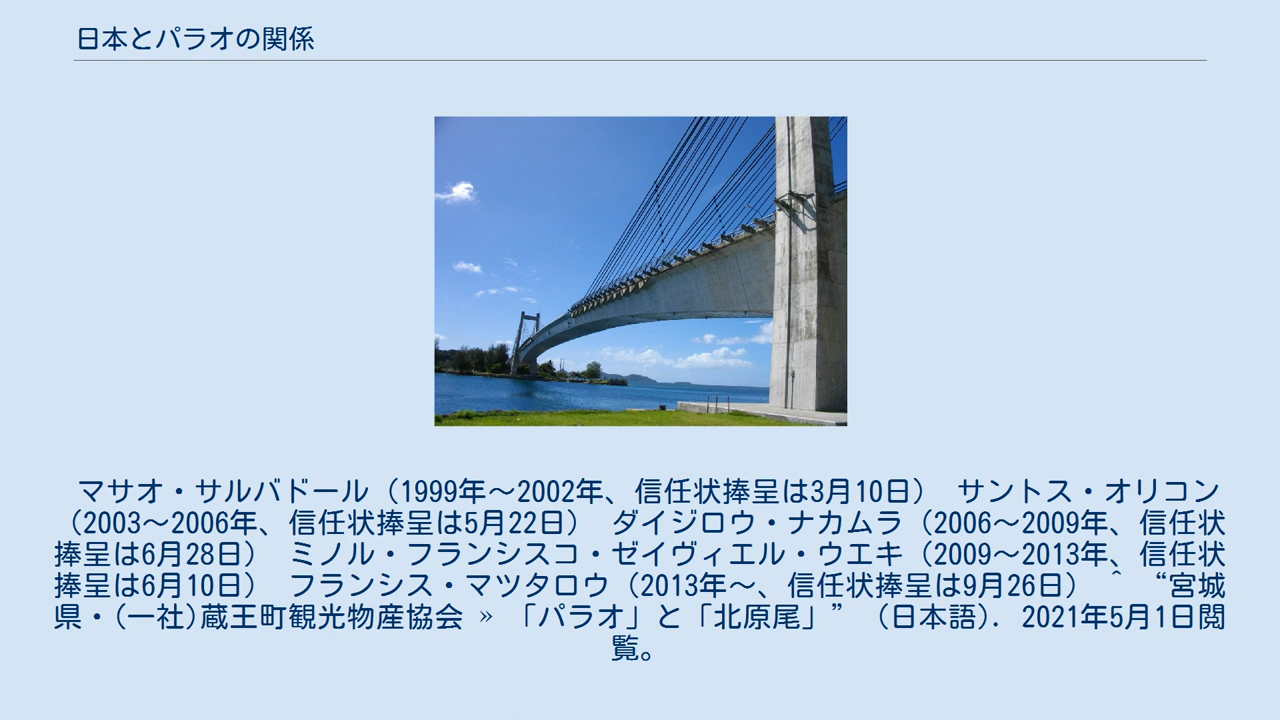 日本とパラオの関係
マサオ・サルバドール（1999年〜2002年、信任状捧呈は3月10日） サントス・オリコン
（2003〜2006年、信任状捧呈は5月22日） ダイジロウ・ナカムラ（2006〜2009年、信任状
捧呈は6月28日） ミノル・フランシスコ・ゼイヴィエル・ウエキ（2009〜2013年、信任状
捧呈は6月10日） フランシス・マツタロウ（2013年〜、信任状捧呈は9月26日） ^ “宮城
県・(一社)蔵王町観光物産協会 » 「パラオ」と「北原尾」” （日本語）. 2021年5月1日閲
覧。